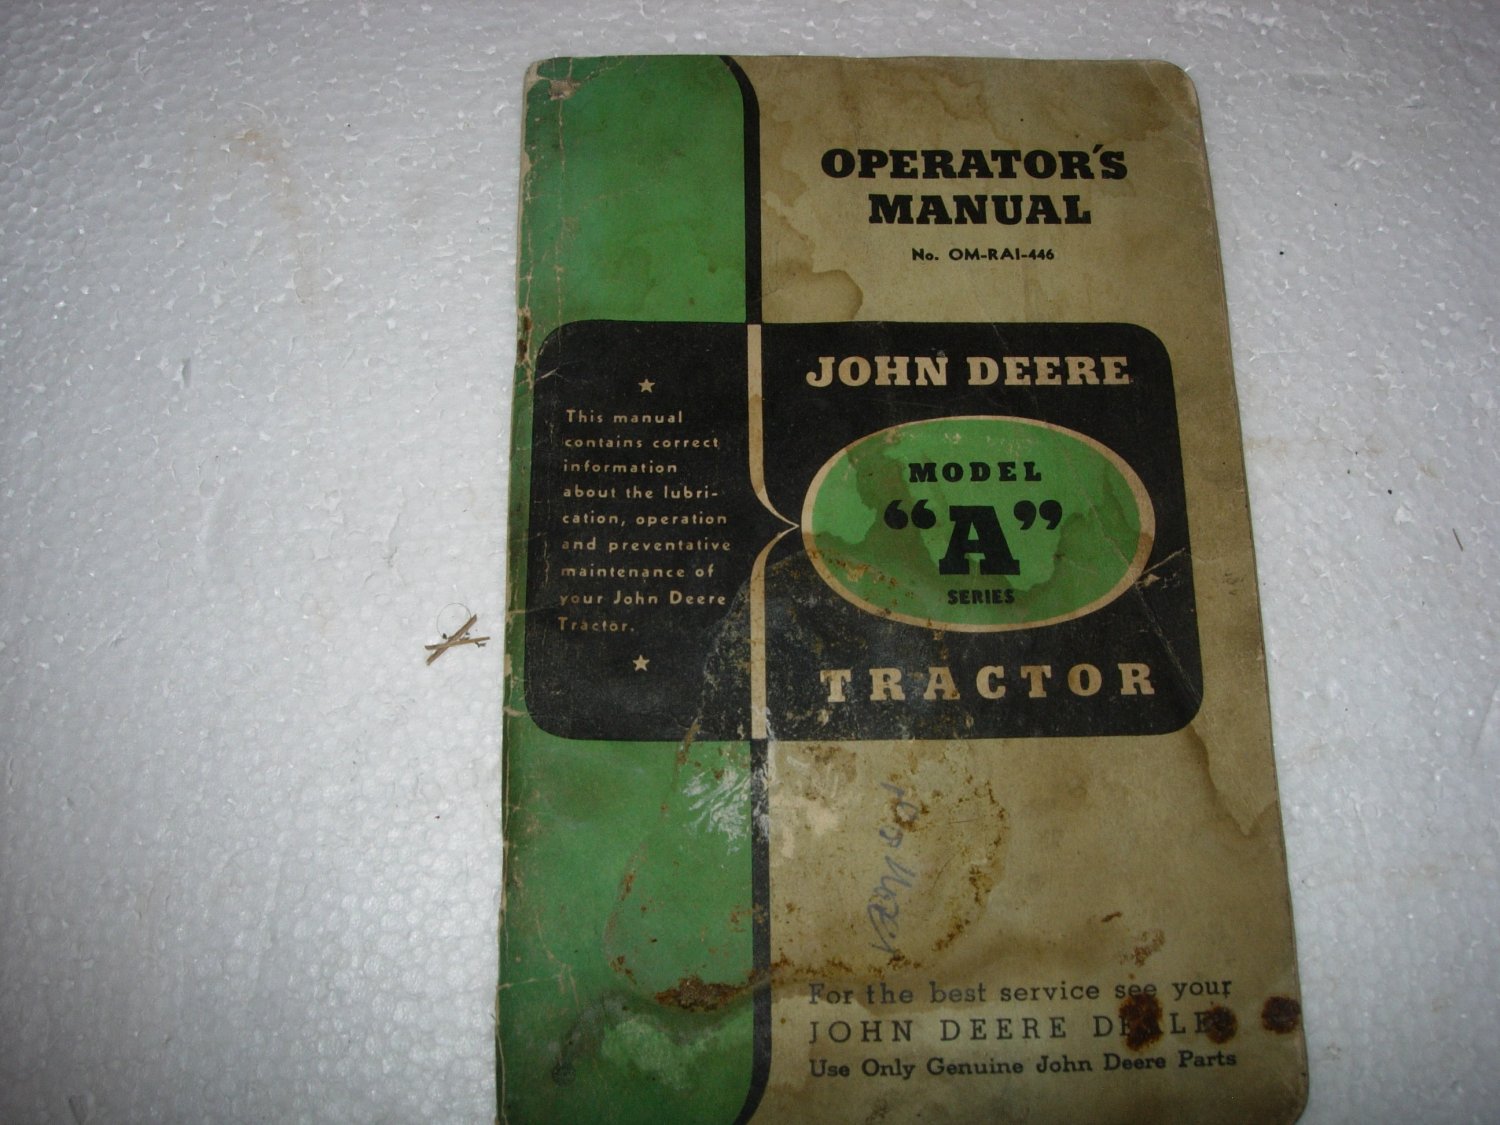 OPERATOR'S
MANUAL
No. OM-RAI-446
JOHN DEERE
MODEL
“A”
SERIES
TRACTOR
★
This manual
contains correct
information
about the lubri-
cation, operation
and preventative
maintenance of
your John Deere
Tractor.
★
For the best service see your
JOHN DEERE DEALER
Use Only Genuine John Deere Parts